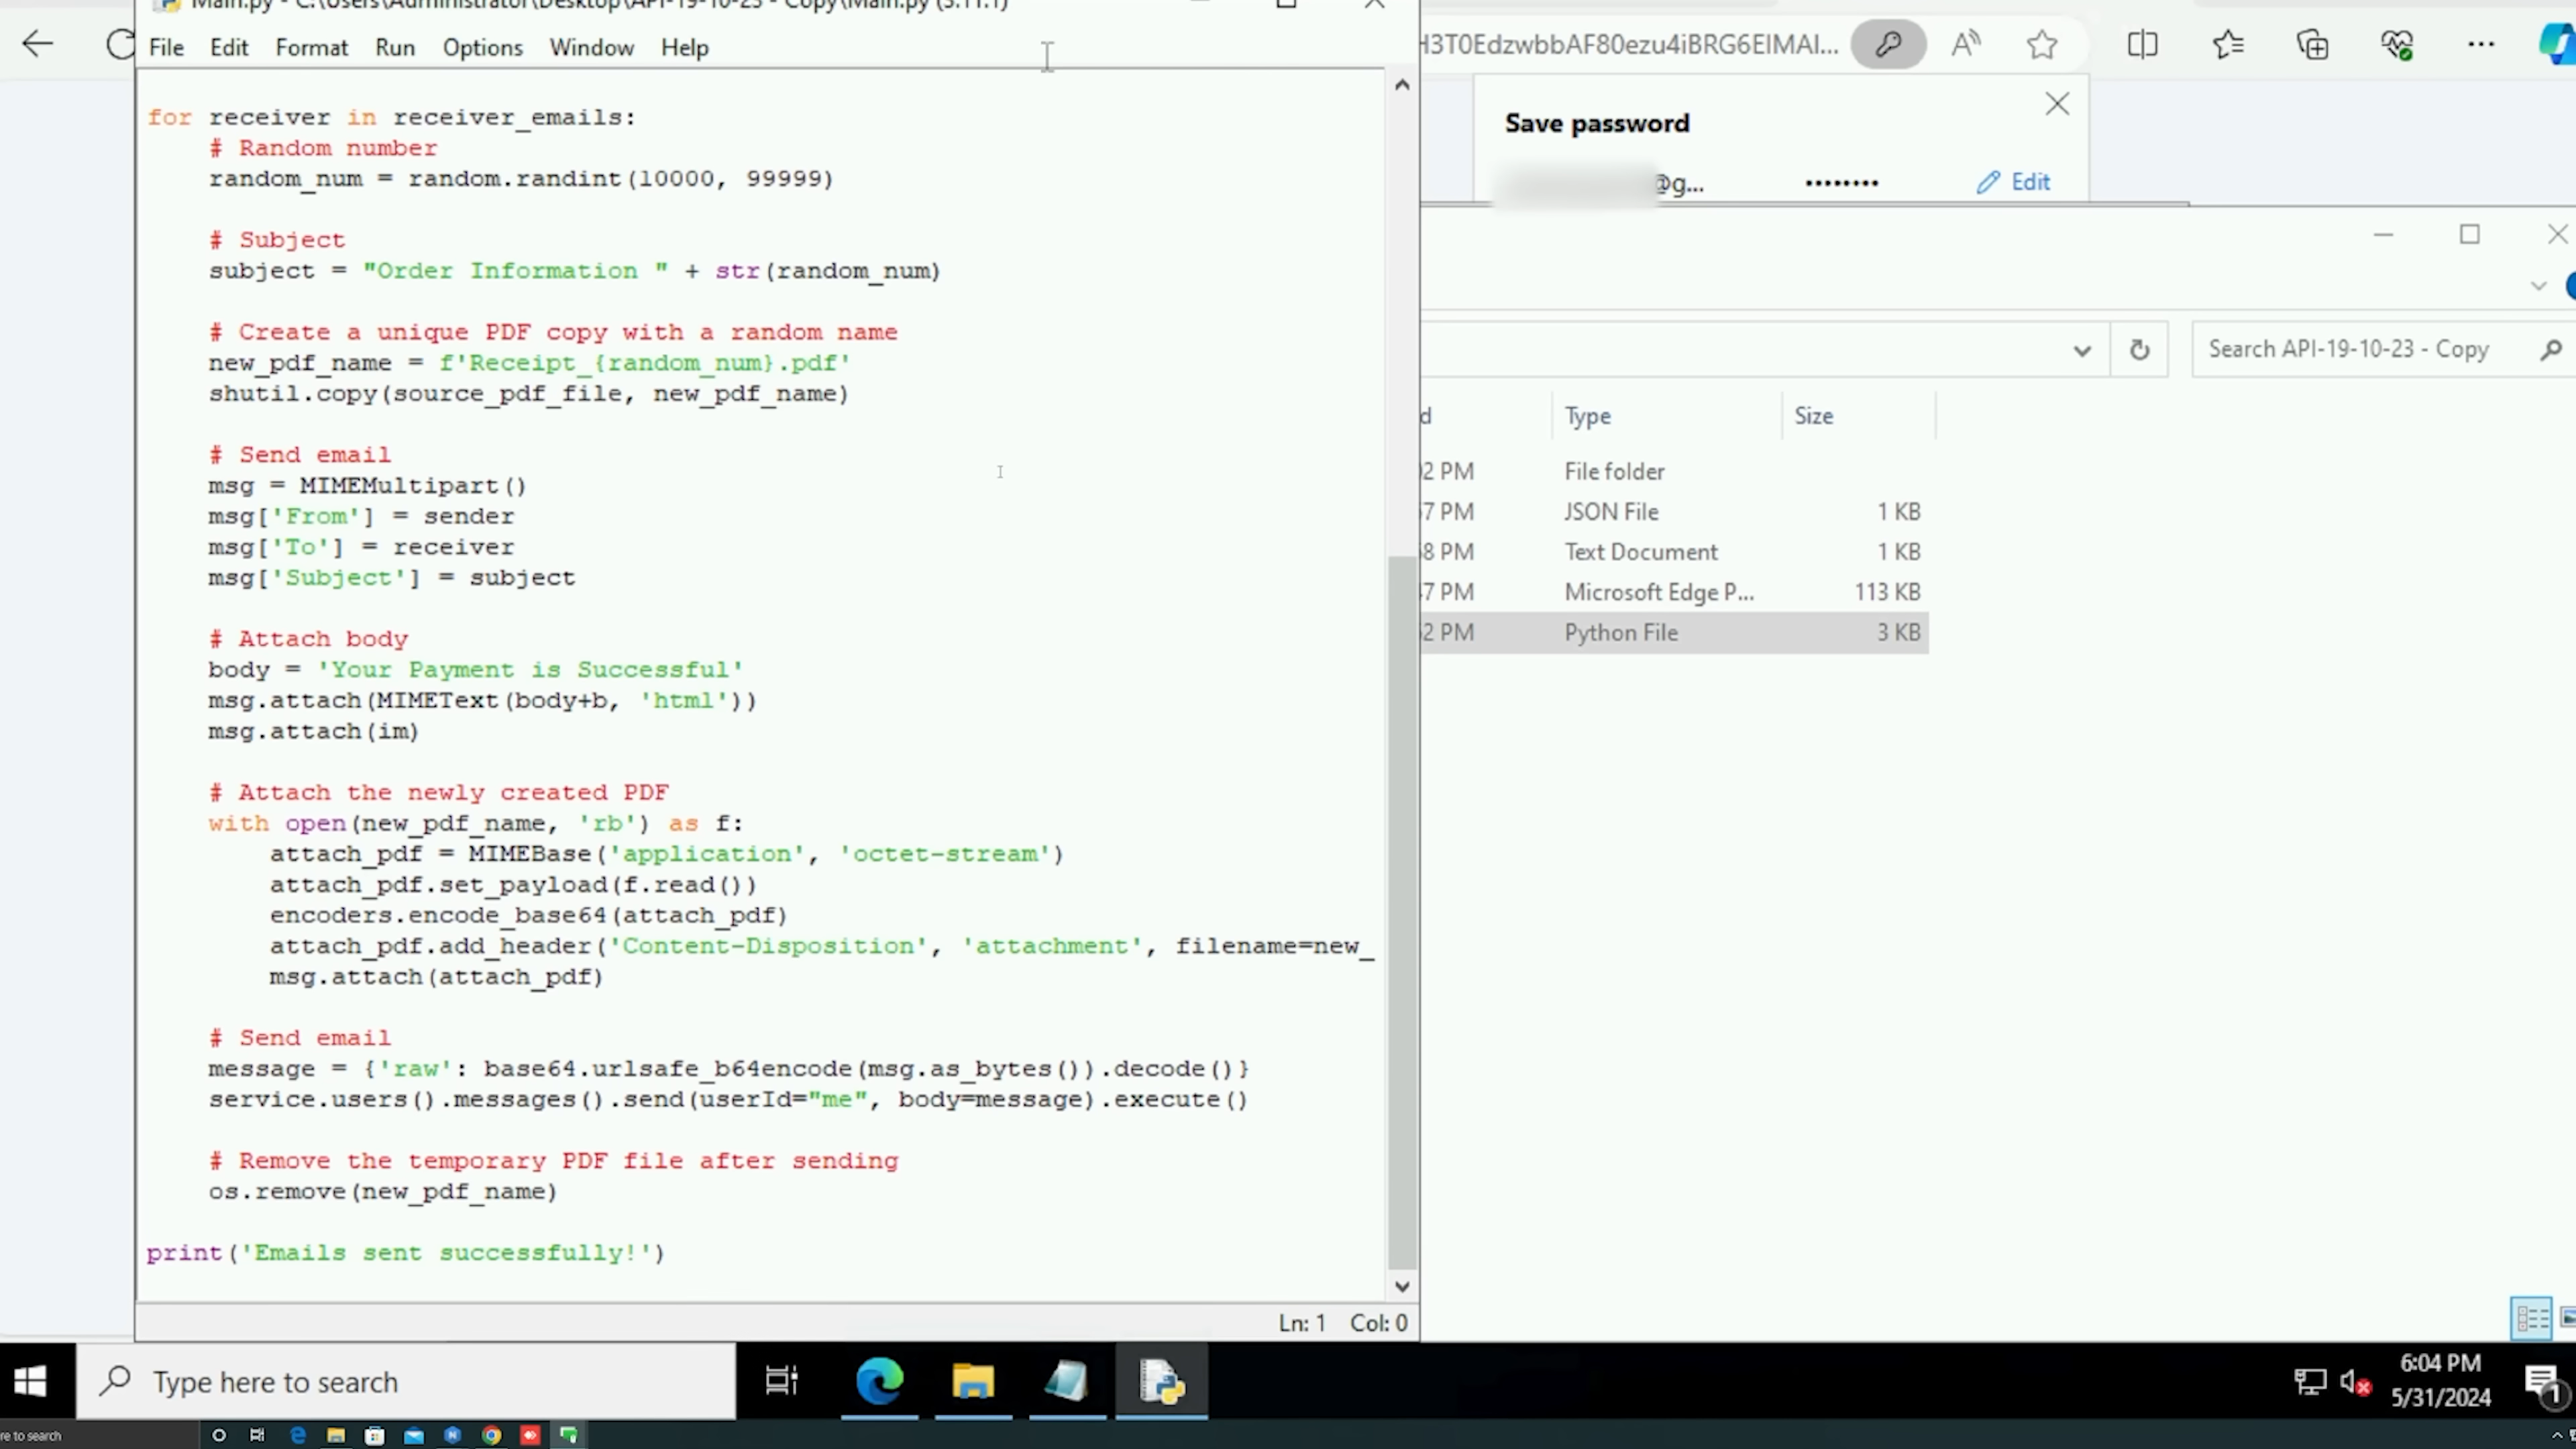 Main.py - C:\Users\Administrator\Desktop\API-19-10-23 - Copy\Main.py (3.11.1)
File Edit Format Run Options Window Help
for receiver in receiver_emails:
# Random number
random_num = random.randint(10000, 99999)
# Subject
subject = "Order Information " + str(random_num)
# Create a unique PDF copy with a random name
new_pdf_name = f'Receipt_{random_num}.pdf'
shutil.copy(source_pdf_file, new_pdf_name)
# Send email
msg = MIMEMultipart()
msg['From'] = sender
msg['To'] = receiver
msg['Subject'] = subject
# Attach body
body = 'Your Payment is Successful'
msg.attach(MIMEText(body+b, 'html'))
msg.attach(im)
# Attach the newly created PDF
with open(new_pdf_name, 'rb') as f:
attach_pdf = MIMEBase('application', 'octet-stream')
attach_pdf.set_payload(f.read())
encoders.encode_base64(attach_pdf)
attach_pdf.add_header('Content-Disposition', 'attachment', filename=new_
msg.attach(attach_pdf)
# Send email
message = {'raw': base64.urlsafe_b64encode(msg.as_bytes()).decode()}
service.users().messages().send(userId="me", body=message).execute()
# Remove the temporary PDF file after sending
os.remove(new_pdf_name)
print('Emails sent successfully!')
Ln: 1 Col: 0
Save password
@g... •••••••• Edit
Search API-19-10-23 - Copy
d Type Size
2 PM File folder
7 PM JSON File 1 KB
8 PM Text Document 1 KB
7 PM Microsoft Edge P... 113 KB
2 PM Python File 3 KB
Type here to search
6:04 PM
5/31/2024
1
re to search